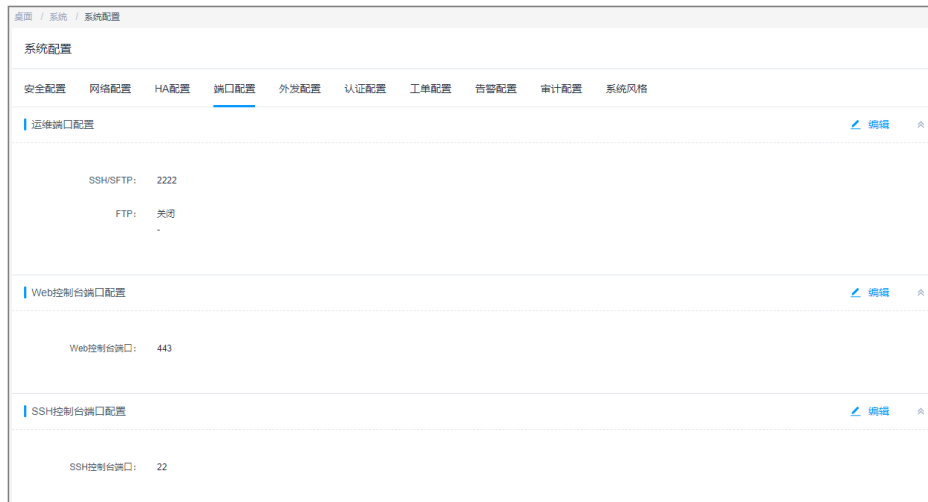 桌面 / 系统 / 系统配置
系统配置
安全配置 网络配置 HA配置 端口配置 外发配置 认证配置 工单配置 告警配置 审计配置 系统风格
运维端口配置 编辑
SSH/SFTP: 2222
FTP: 关闭
-
Web控制台端口配置 编辑
Web控制台端口: 443
SSH控制台端口配置 编辑
SSH控制台端口: 22